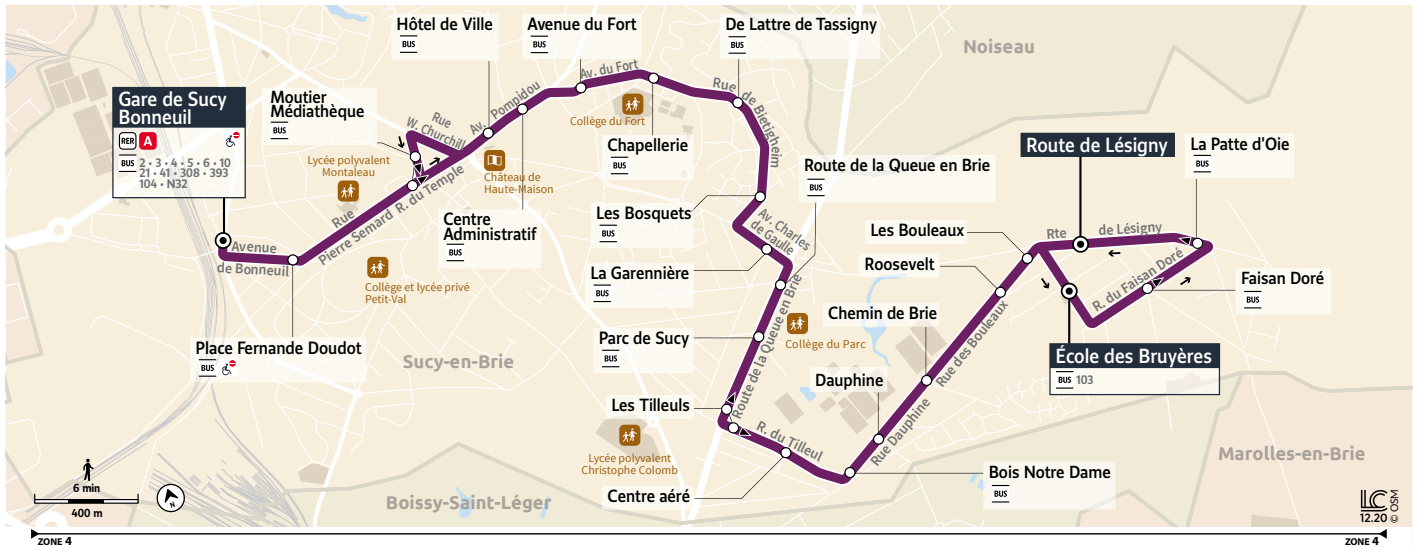 Hôtel de Ville
BUS
Avenue du Fort
BUS
De Lattre de Tassigny
BUS
Noiseau
Gare de Sucy
Bonneuil
RER A
BUS 2 • 3 • 4 • 5 • 6 • 10
21 • 41 • 308 • 393
104 • N32
Moutier
Médiathèque
BUS
Rue
W. Churchill
Av. Pompidou
Av. du Fort
Rue de Bietigheim
Collège du Fort
Chapellerie
BUS
Lycée polyvalent
Montaleau
Château de
Haute-Maison
Route de la Queue en Brie
BUS
Route de Lésigny
La Patte d'Oie
BUS
Rue
Pierre Semard
R. du Temple
Centre
Administratif
BUS
Les Bosquets
BUS
Av. Charles
de Gaulle
Les Bouleaux
Rte de Lésigny
Avenue
de Bonneuil
La Garennière
BUS
Roosevelt
R. du Faisan Doré
Faisan Doré
BUS
Collège et lycée privé
Petit-Val
Chemin de Brie
Parc de Sucy
BUS
Route de la Queue en Brie
Collège du Parc
Rue des Bouleaux
Place Fernande Doudot
BUS
Sucy-en-Brie
École des Bruyères
BUS 103
Dauphine
Les Tilleuls
R. du Tilleul
Rue Dauphine
Lycée polyvalent
Christophe Colomb
Marolles-en-Brie
Bois Notre Dame
BUS
Centre aéré
Boissy-Saint-Léger
6 min
400 m
N
LC
12.20
© OSM
ZONE 4
ZONE 4